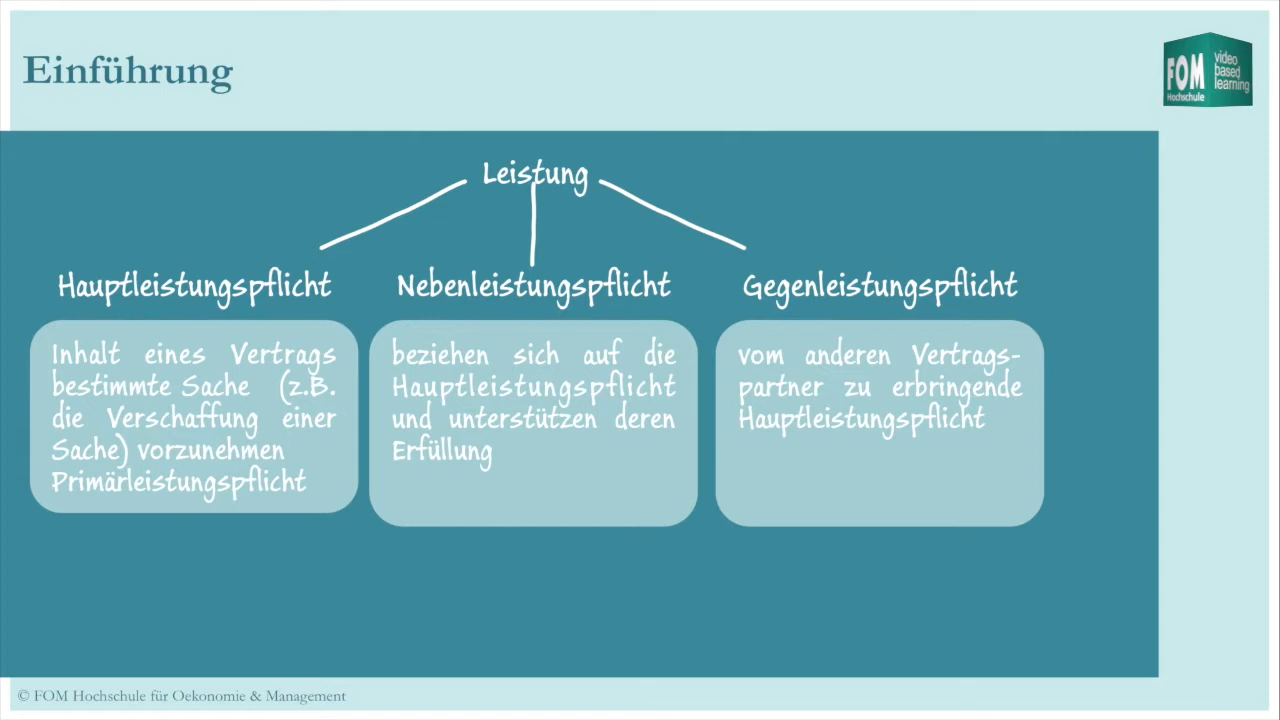 Einführung
FOM
Hochschule
video
based
learning
Leistung
Hauptleistungspflicht
Nebenleistungspflicht
Gegenleistungspflicht
Inhalt eines Vertrags
bestimmte Sache (z.B.
die Verschaffung einer
Sache) vorzunehmen
Primärleistungspflicht
beziehen sich auf die
Hauptleistungspflicht
und unterstützen deren
Erfüllung
vom anderen Vertrags-
partner zu erbringende
Hauptleistungspflicht
© FOM Hochschule für Oekonomie & Management